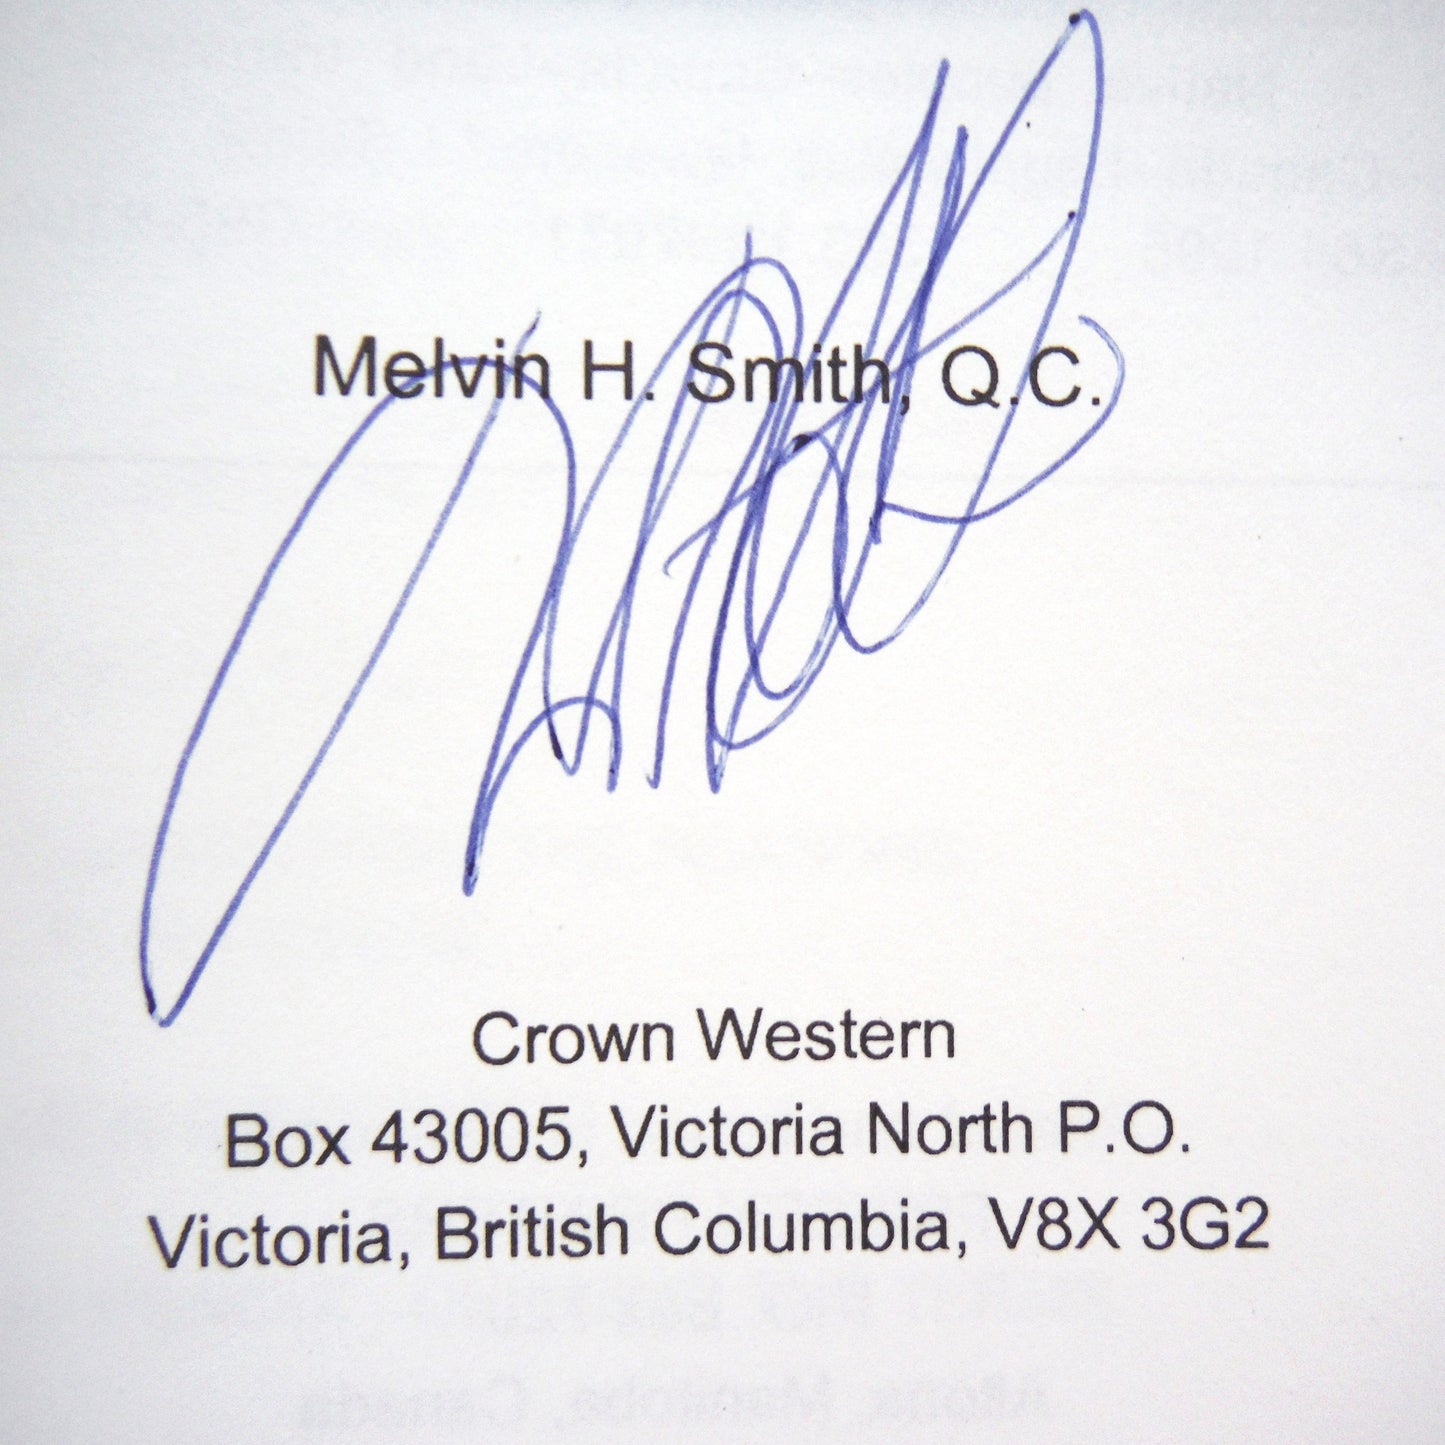 Melvin H. Smith, Q.C.
Crown Western
Box 43005, Victoria North P.O.
Victoria, British Columbia, V8X 3G2